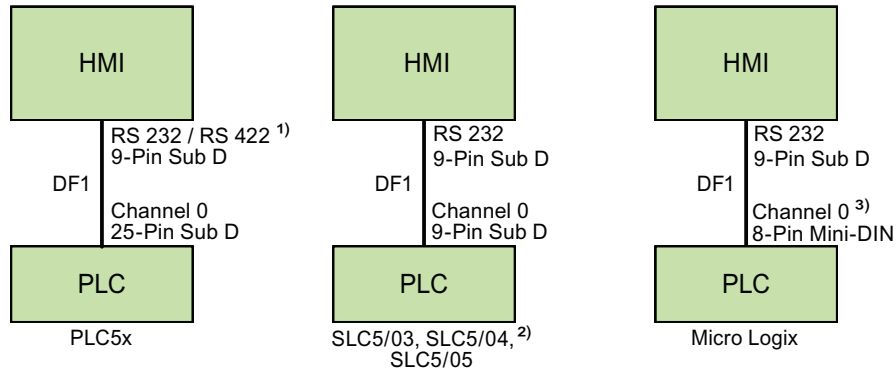 HMI
RS 232 / RS 422 1)
9-Pin Sub D
DF1
Channel 0
25-Pin Sub D
PLC
PLC5x
HMI
RS 232
9-Pin Sub D
DF1
Channel 0
9-Pin Sub D
PLC
SLC5/03, SLC5/04, 2)
SLC5/05
HMI
RS 232
9-Pin Sub D
DF1
Channel 0 3)
8-Pin Mini-DIN
PLC
Micro Logix